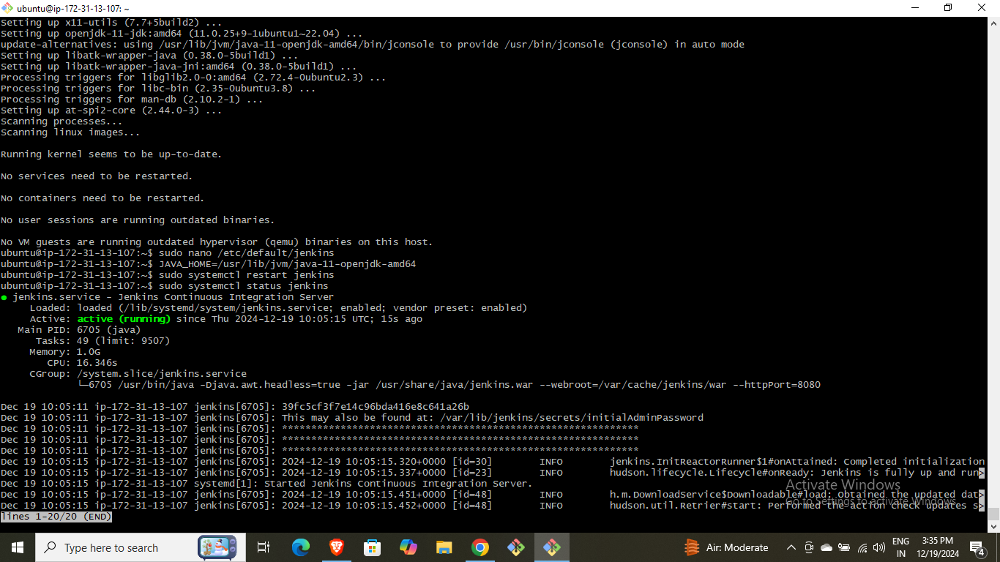 ubuntu@ip-172-31-13-107: ~
Setting up x11-utils (7.7+5build2) ...
Setting up openjdk-11-jdk:amd64 (11.0.25+9-1ubuntu1~22.04) ...
update-alternatives: using /usr/lib/jvm/java-11-openjdk-amd64/bin/jconsole to provide /usr/bin/jconsole (jconsole) in auto mode
Setting up libatk-wrapper-java (0.38.0-5build1) ...
Setting up libatk-wrapper-java-jni:amd64 (0.38.0-5build1) ...
Processing triggers for libglib2.0-0:amd64 (2.72.4-0ubuntu2.3) ...
Processing triggers for libc-bin (2.35-0ubuntu3.8) ...
Processing triggers for man-db (2.10.2-1) ...
Setting up at-spi2-core (2.44.0-3) ...
Scanning processes...
Scanning linux images...
Running kernel seems to be up-to-date.
No services need to be restarted.
No containers need to be restarted.
No user sessions are running outdated binaries.
No VM guests are running outdated hypervisor (qemu) binaries on this host.
ubuntu@ip-172-31-13-107:~$ sudo nano /etc/default/jenkins
ubuntu@ip-172-31-13-107:~$ JAVA_HOME=/usr/lib/jvm/java-11-openjdk-amd64
ubuntu@ip-172-31-13-107:~$ sudo systemctl restart jenkins
ubuntu@ip-172-31-13-107:~$ sudo systemctl status jenkins
● jenkins.service - Jenkins Continuous Integration Server
Loaded: loaded (/lib/systemd/system/jenkins.service; enabled; vendor preset: enabled)
Active: active (running) since Thu 2024-12-19 10:05:15 UTC; 15s ago
Main PID: 6705 (java)
Tasks: 49 (limit: 9507)
Memory: 1.0G
CPU: 16.346s
CGroup: /system.slice/jenkins.service
└─6705 /usr/bin/java -Djava.awt.headless=true -jar /usr/share/java/jenkins.war --webroot=/var/cache/jenkins/war --httpPort=8080
Dec 19 10:05:11 ip-172-31-13-107 jenkins[6705]: 39fc5cf3f7e14c96bda416e8c641a26b
Dec 19 10:05:11 ip-172-31-13-107 jenkins[6705]: This may also be found at: /var/lib/jenkins/secrets/initialAdminPassword
Dec 19 10:05:11 ip-172-31-13-107 jenkins[6705]: *************************************************************
Dec 19 10:05:11 ip-172-31-13-107 jenkins[6705]: *************************************************************
Dec 19 10:05:11 ip-172-31-13-107 jenkins[6705]: *************************************************************
Dec 19 10:05:15 ip-172-31-13-107 jenkins[6705]: 2024-12-19 10:05:15.320+0000 [id=30] INFO jenkins.InitReactorRunner$1#onAttained: Completed initialization
Dec 19 10:05:15 ip-172-31-13-107 jenkins[6705]: 2024-12-19 10:05:15.337+0000 [id=23] INFO hudson.lifecycle.Lifecycle#onReady: Jenkins is fully up and run>
Dec 19 10:05:15 ip-172-31-13-107 systemd[1]: Started Jenkins Continuous Integration Server.
Dec 19 10:05:15 ip-172-31-13-107 jenkins[6705]: 2024-12-19 10:05:15.451+0000 [id=48] INFO h.m.DownloadService$Downloadable#load: Obtained the updated dat>
Dec 19 10:05:15 ip-172-31-13-107 jenkins[6705]: 2024-12-19 10:05:15.452+0000 [id=48] INFO hudson.util.Retrier#start: Performed the action check updates s>
lines 1-20/20 (END)
Activate Windows
Go to Settings to activate Windows.
Type here to search
Air: Moderate
ENG
IN
3:35 PM
12/19/2024
4